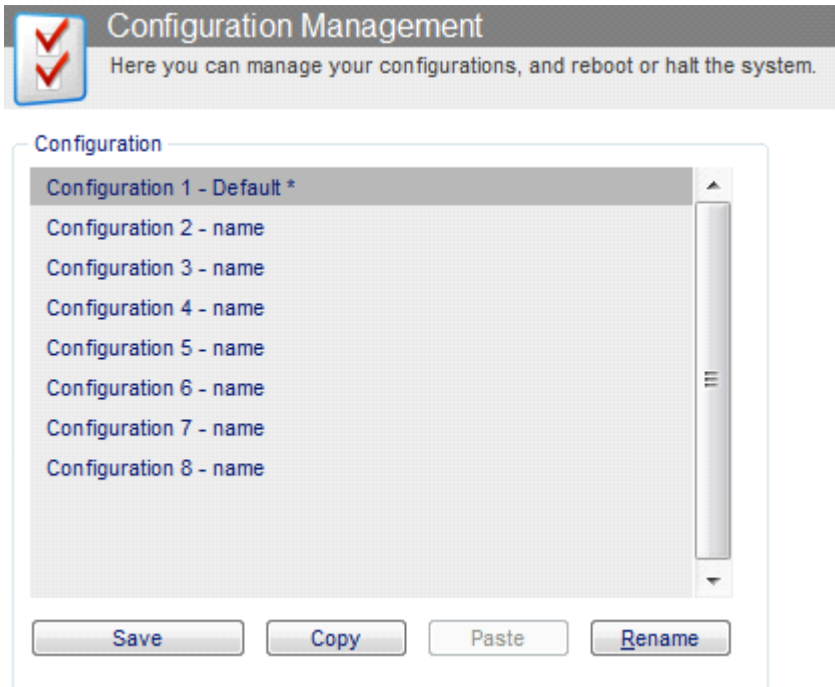 Configuration Management
Here you can manage your configurations, and reboot or halt the system.
Configuration
Configuration 1 - Default *
Configuration 2 - name
Configuration 3 - name
Configuration 4 - name
Configuration 5 - name
Configuration 6 - name
Configuration 7 - name
Configuration 8 - name
Save Copy Paste Rename